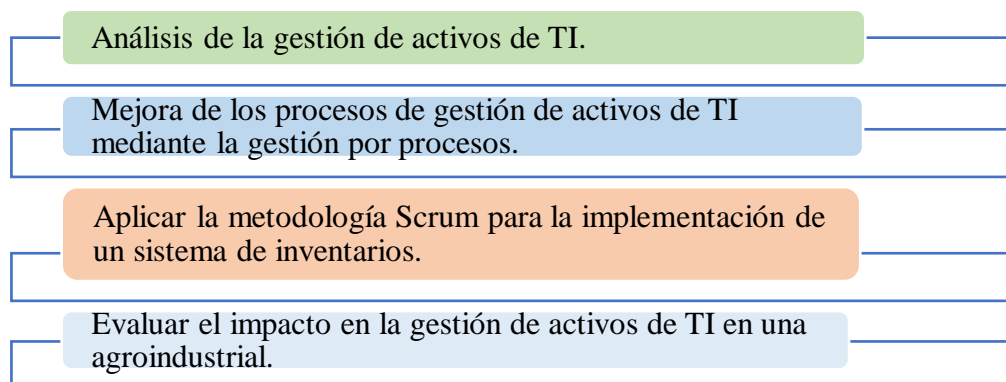 Análisis de la gestión de activos de TI.
Mejora de los procesos de gestión de activos de TI
mediante la gestión por procesos.
Aplicar la metodología Scrum para la implementación de
un sistema de inventarios.
Evaluar el impacto en la gestión de activos de TI en una
agroindustrial.